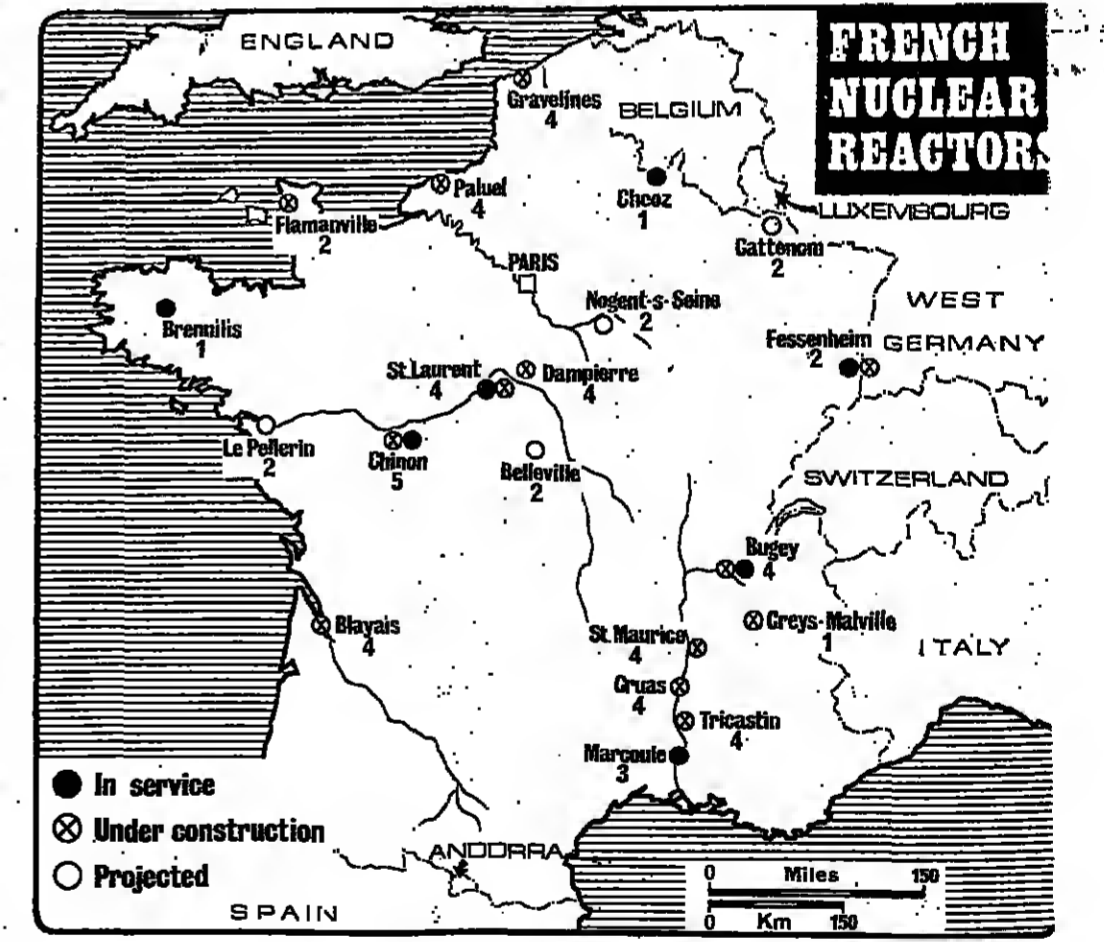 FRENCH
NUCLEAR
REACTORS
ENGLAND
Gravelines
4
BELGIUM
Paluel
4
Chooz
1
LUXEMBOURG
Flamanville
2
Cattenom
2
PARIS
Nogent-s-Seine
2
WEST
GERMANY
Brennilis
1
Fessenheim
2
St. Laurent
4
Dampierre
4
Le Pellerin
2
Chinon
5
Belleville
2
SWITZERLAND
Bugey
4
Creys-Malville
1
Blayais
4
St. Maurice
4
ITALY
Cruas
4
Tricastin
4
Marcoule
3
In service
Under construction
Projected
ANDORRA
SPAIN
0 Miles 150
0 Km 150